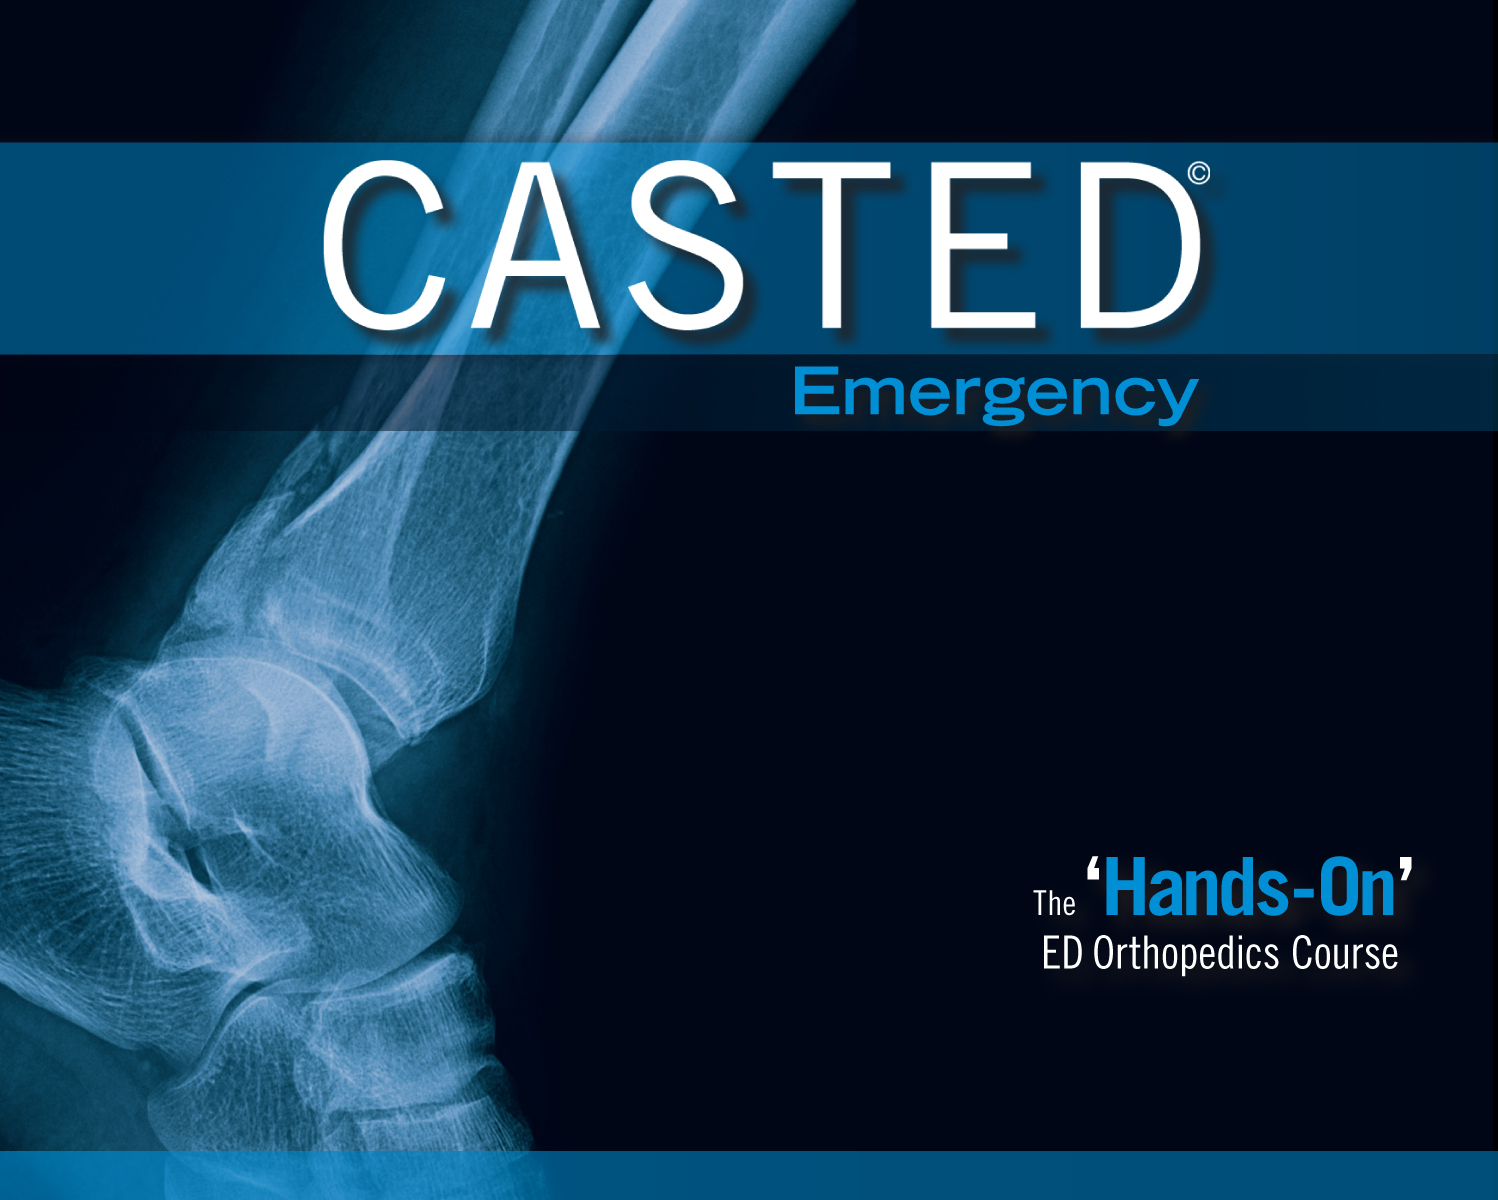 CASTED©
Emergency
The ‘Hands-On’
ED Orthopedics Course